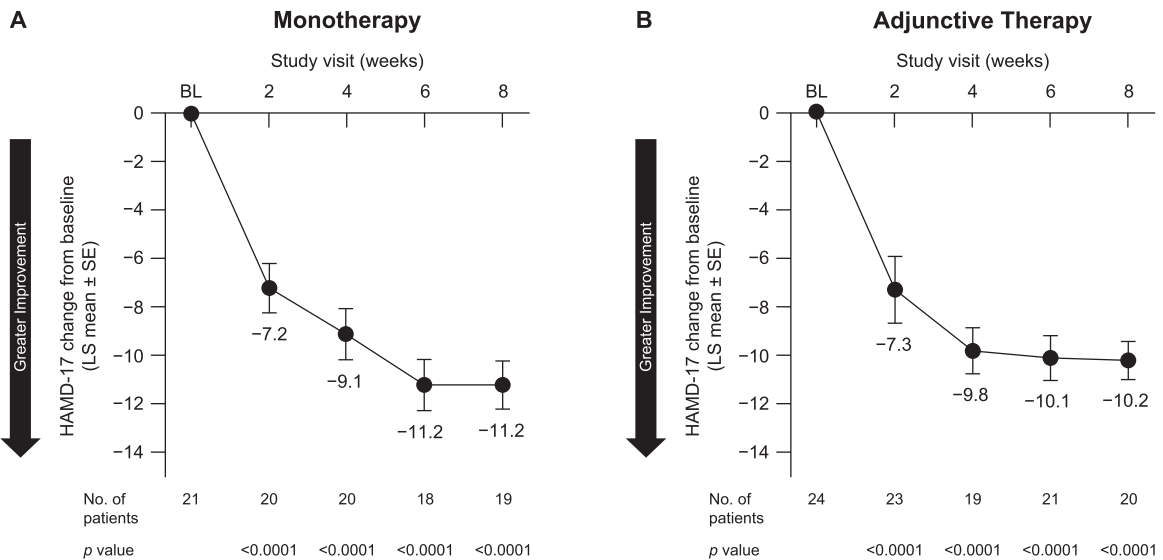 A
Monotherapy
Study visit (weeks)
BL 2 4 6 8
0
−2
−4
−6
−8
−10
−12
−14
HAMD-17 change from baseline
(LS mean ± SE)
Greater Improvement
−7.2
−9.1
−11.2
−11.2
No. of
patients
21 20 20 18 19
p value
<0.0001 <0.0001 <0.0001 <0.0001
B
Adjunctive Therapy
Study visit (weeks)
BL 2 4 6 8
0
−2
−4
−6
−8
−10
−12
−14
HAMD-17 change from baseline
(LS mean ± SE)
Greater Improvement
−7.3
−9.8
−10.1
−10.2
24 23 19 21 20
<0.0001 <0.0001 <0.0001 <0.0001